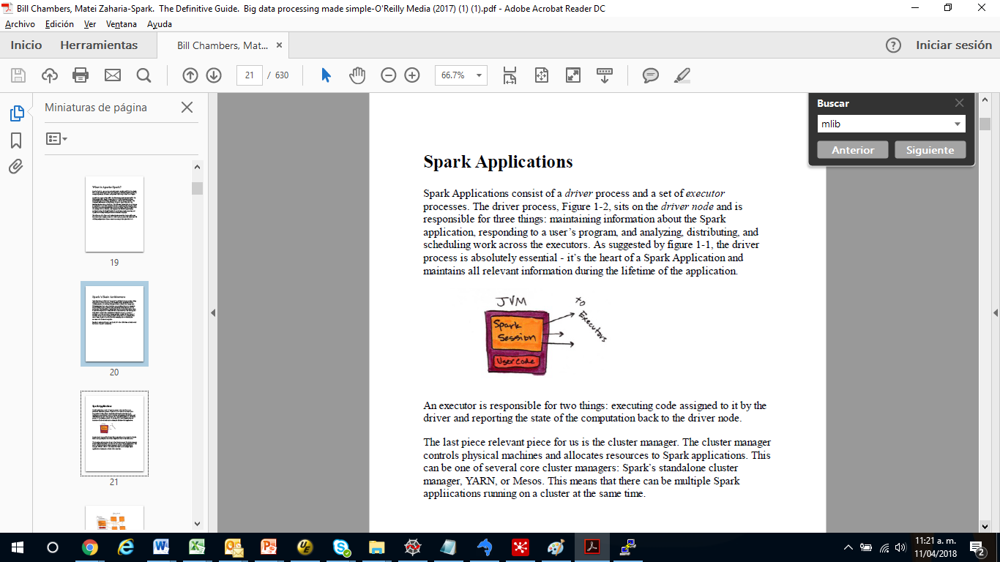 Bill Chambers, Matei Zaharia-Spark.  The Definitive Guide.  Big data processing made simple-O'Reilly Media (2017) (1) (1).pdf - Adobe Acrobat Reader DC
Archivo Edición Ver Ventana Ayuda
Inicio Herramientas Bill Chambers, Mat... × Iniciar sesión
21 / 630 66.7%
Miniaturas de página
19
20
21
What is Apache Spark?
Spark's Basic Architecture
Spark Applications
Buscar
mlib
Anterior Siguiente
Spark Applications
Spark Applications consist of a driver process and a set of executor
processes. The driver process, Figure 1-2, sits on the driver node and is
responsible for three things: maintaining information about the Spark
application, responding to a user’s program, and analyzing, distributing, and
scheduling work across the executors. As suggested by figure 1-1, the driver
process is absolutely essential - it’s the heart of a Spark Application and
maintains all relevant information during the lifetime of the application.
JVM
to Executors
Spark
Session
User Code
An executor is responsible for two things: executing code assigned to it by the
driver and reporting the state of the computation back to the driver node.
The last piece relevant piece for us is the cluster manager. The cluster manager
controls physical machines and allocates resources to Spark applications. This
can be one of several core cluster managers: Spark’s standalone cluster
manager, YARN, or Mesos. This means that there can be multiple Spark
appliications running on a cluster at the same time.
11:21 a. m.
11/04/2018
2